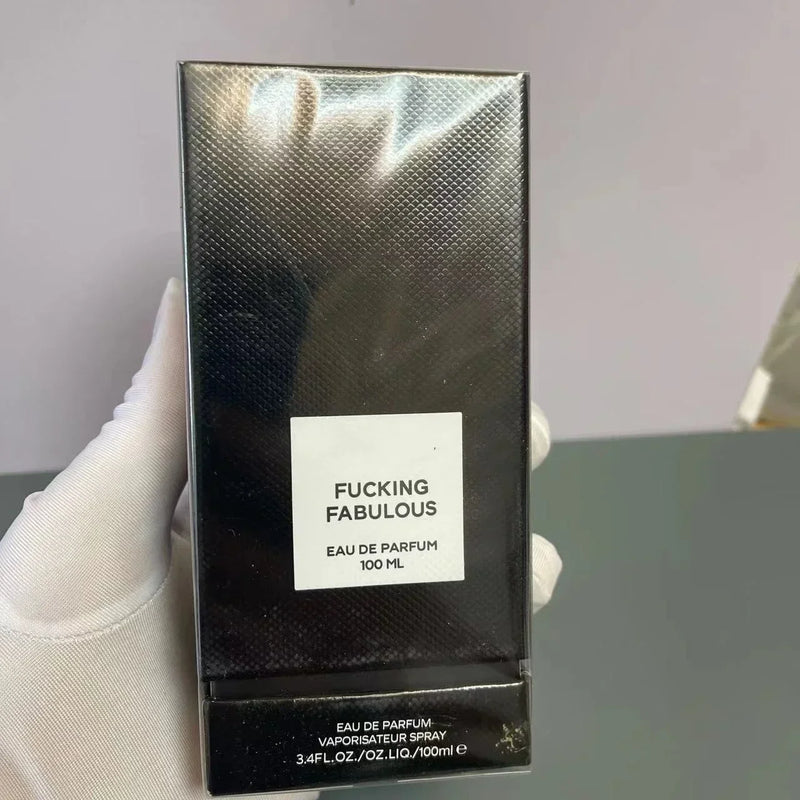 FUCKING
FABULOUS
EAU DE PARFUM
100 ML
EAU DE PARFUM
VAPORISATEUR SPRAY
3.4FL.OZ./OZ.LIQ./100ml ℮